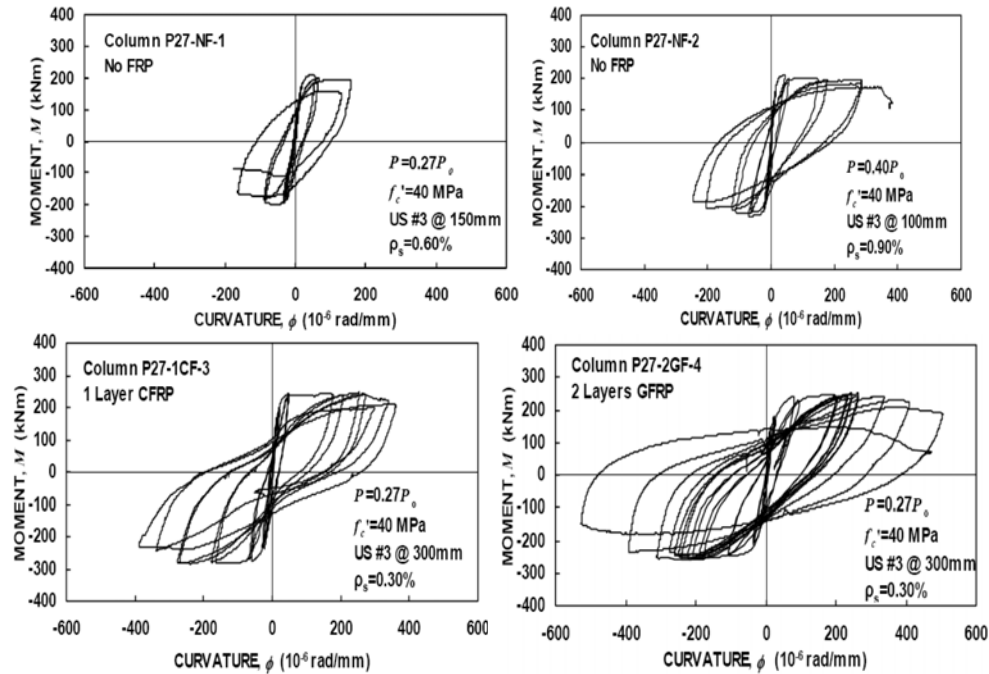 400
300
200
100
0
-100
-200
-300
-400
MOMENT, M (kNm)
Column P27-NF-1
No FRP
P=0.27P₀
f_c'=40 MPa
US #3 @ 150mm
ρ_s=0.60%
-600 -400 -200 0 200 400 600
CURVATURE, ϕ (10⁻⁶ rad/mm)
400
300
200
100
0
-100
-200
-300
-400
MOMENT, M (kNm)
Column P27-NF-2
No FRP
P=0.40P₀
f_c'=40 MPa
US #3 @ 100mm
ρ_s=0.90%
-600 -400 -200 0 200 400 600
CURVATURE, ϕ (10⁻⁶ rad/mm)
400
300
200
100
0
-100
-200
-300
-400
MOMENT, M (kNm)
Column P27-1CF-3
1 Layer CFRP
P=0.27P₀
f_c'=40 MPa
US #3 @ 300mm
ρ_s=0.30%
-600 -400 -200 0 200 400 600
CURVATURE, ϕ (10⁻⁶ rad/mm)
400
300
200
100
0
-100
-200
-300
-400
MOMENT, M (kNm)
Column P27-2GF-4
2 Layers GFRP
P=0.27P₀
f_c'=40 MPa
US #3 @ 300mm
ρ_s=0.30%
-600 -400 -200 0 200 400 600
CURVATURE, ϕ (10⁻⁶ rad/mm)